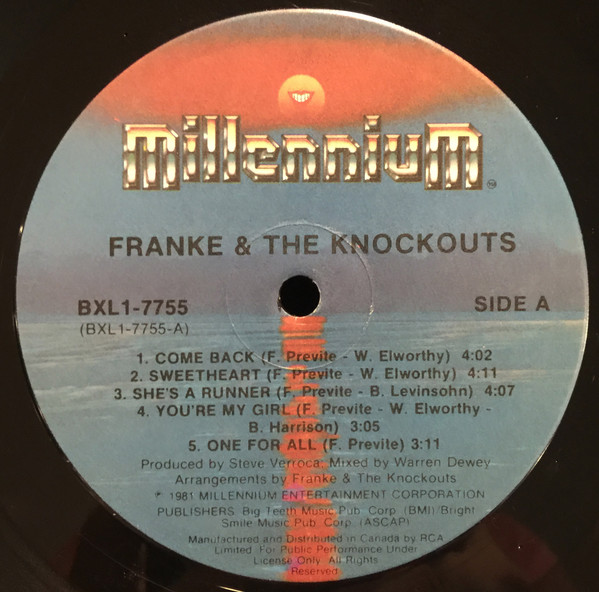 MillenniuM
FRANKE & THE KNOCKOUTS
BXL1-7755
(BXL1-7755-A)
SIDE A
1. COME BACK (F. Previte - W. Elworthy) 4:02
2. SWEETHEART (F. Previte - W. Elworthy) 4:11
3. SHE'S A RUNNER (F. Previte - B. Levinsohn) 4:07
4. YOU'RE MY GIRL (F. Previte - W. Elworthy -
B. Harrison) 3:05
5. ONE FOR ALL (F. Previte) 3:11
Produced by Steve Verroca, Mixed by Warren Dewey
Arrangements by Franke & The Knockouts
℗ 1981 MILLENNIUM ENTERTAINMENT CORPORATION
PUBLISHERS: Big Teeth Music Pub. Corp. (BMI)/Bright
Smile Music Pub. Corp. (ASCAP)
Manufactured and Distributed in Canada by RCA
Limited. For Public Performance Under
License Only. All Rights
Reserved